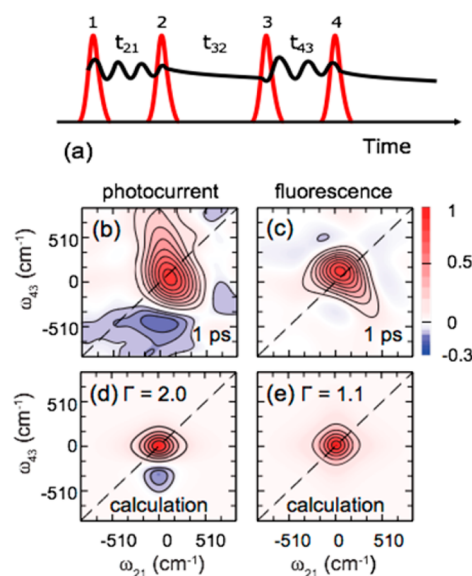 1 2 3 4
t21 t32 t43
Time
(a)
photocurrent fluorescence
(b) (c)
ω43 (cm-1)
510
0
-510
1 ps 1 ps
1
0.5
0
-0.3
(d) Γ = 2.0 (e) Γ = 1.1
ω43 (cm-1)
510
0
-510
calculation calculation
-510 0 510 -510 0 510
ω21 (cm-1) ω21 (cm-1)